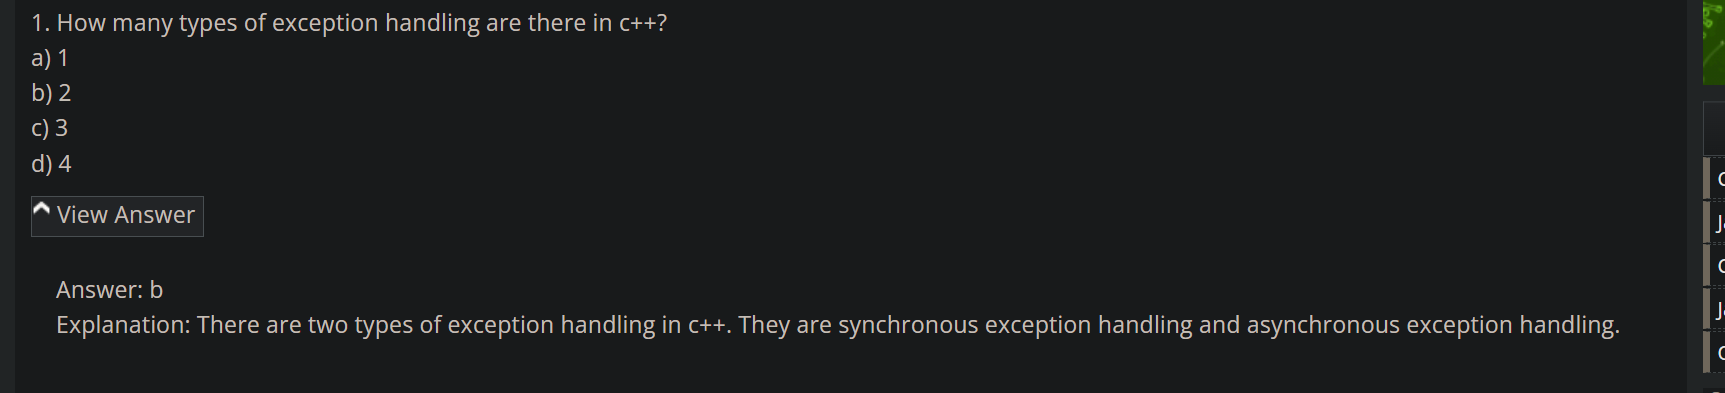 1. How many types of exception handling are there in c++?
a) 1
b) 2
c) 3
d) 4
View Answer
Answer: b
Explanation: There are two types of exception handling in c++. They are synchronous exception handling and asynchronous exception handling.